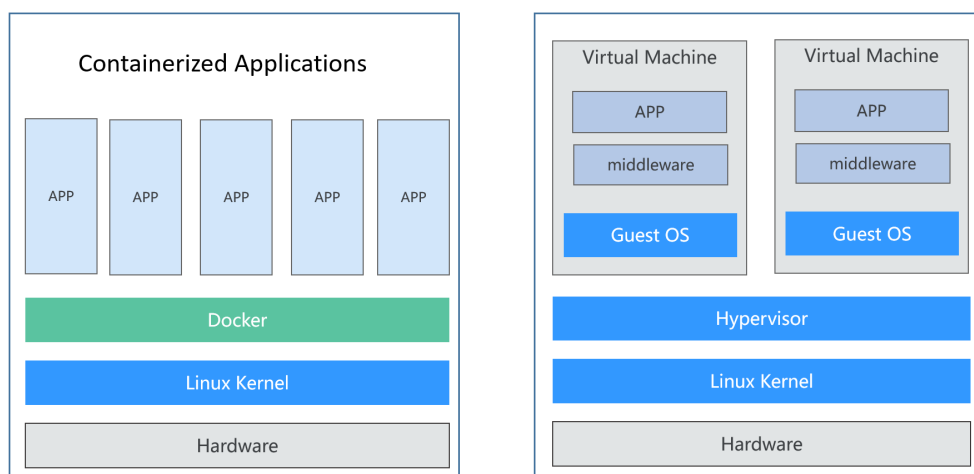 Containerized Applications
APP
APP
APP
APP
APP
Docker
Linux Kernel
Hardware
Virtual Machine
APP
middleware
Guest OS
Virtual Machine
APP
middleware
Guest OS
Hypervisor
Linux Kernel
Hardware